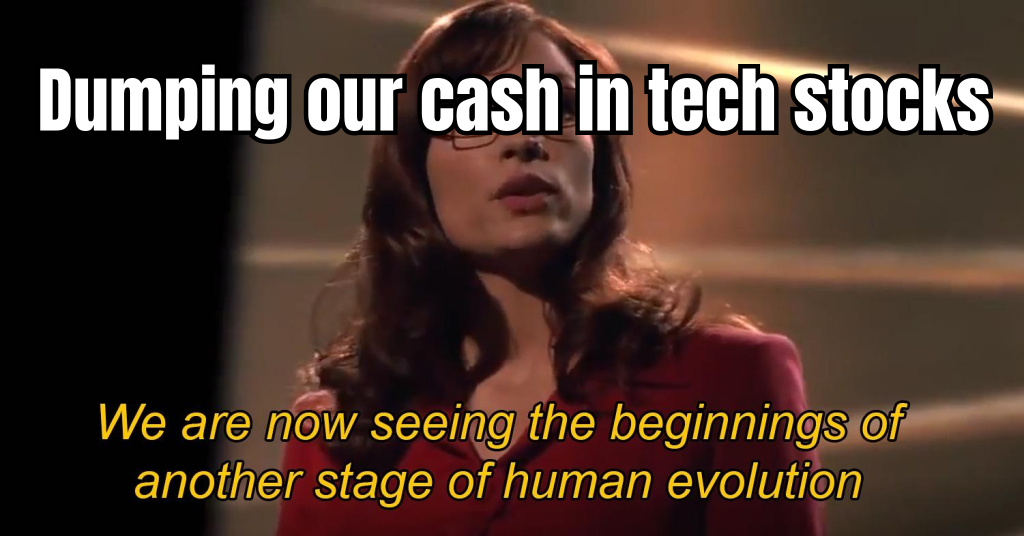 Dumping our cash in tech stocks
We are now seeing the beginnings of
another stage of human evolution